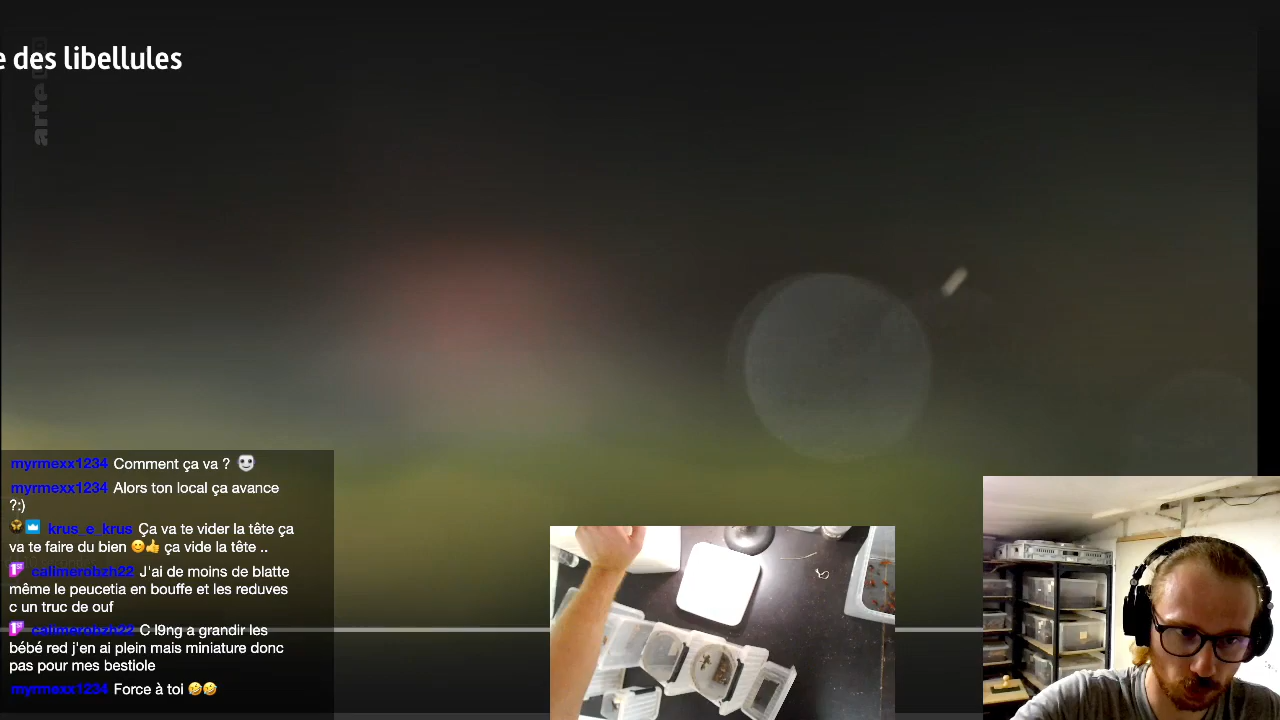 e des libellules
arte
myrmexx1234 Comment ça va ?
myrmexx1234 Alors ton local ça avance
?:)
krus_e_krus Ça va te vider la tête ça
va te faire du bien 😊👍 ça vide la tête ..
calimerobzh22 J'ai de moins de blatte
même le peucetia en bouffe et les reduves
c un truc de ouf
calimerobzh22 C l9ng a grandir les
bébé red j'en ai plein mais miniature donc
pas pour mes bestiole
myrmexx1234 Force à toi 🤣🤣